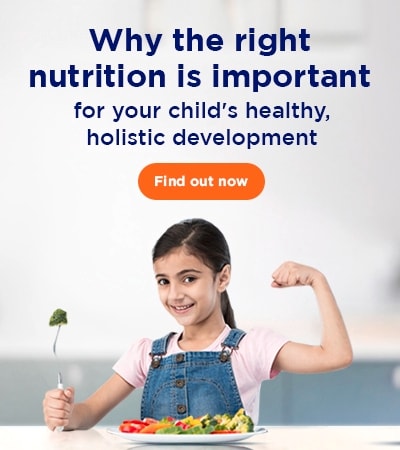 Why the right
nutrition is important
for your child's healthy,
holistic development
Find out now